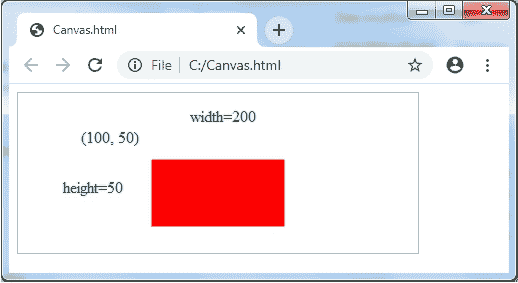 Canvas.html
File | C:/Canvas.html
width=200
(100, 50)
height=50